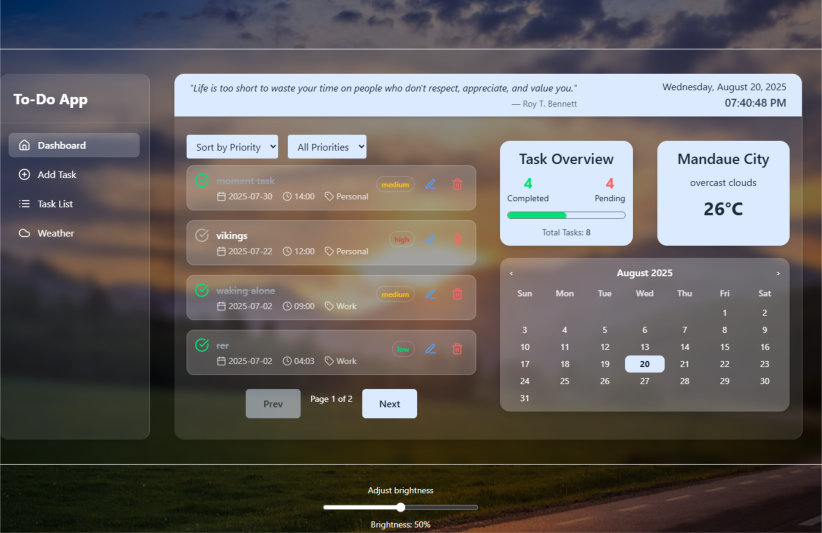 To-Do App
Dashboard
Add Task
Task List
Weather
"Life is too short to waste your time on people who don't respect, appreciate, and value you."
— Roy T. Bennett
Wednesday, August 20, 2025
07:40:48 PM
Sort by Priority
All Priorities
moment task
medium
2025-07-30 14:00 Personal
vikings
high
2025-07-22 12:00 Personal
waking alone
medium
2025-07-02 09:00 Work
rer
low
2025-07-02 04:03 Work
Prev
Page 1 of 2
Next
Task Overview
4 4
Completed Pending
Total Tasks: 8
Mandaue City
overcast clouds
26°C
‹ August 2025 ›
Sun Mon Tue Wed Thu Fri Sat
1 2
3 4 5 6 7 8 9
10 11 12 13 14 15 16
17 18 19 20 21 22 23
24 25 26 27 28 29 30
31
Adjust brightness
Brightness: 50%